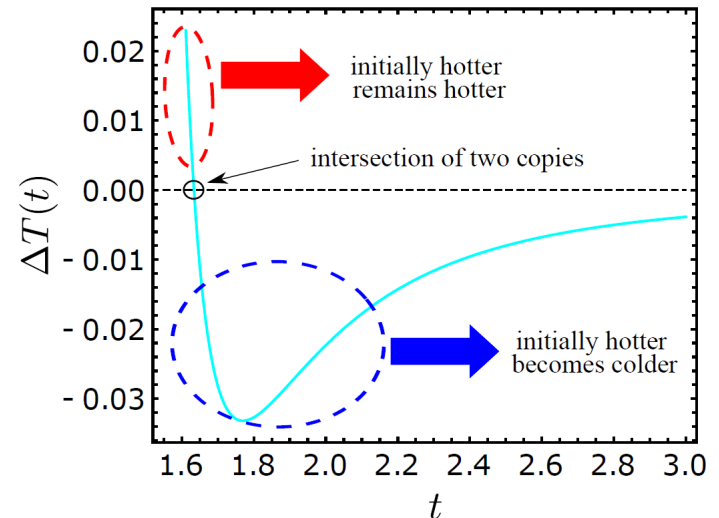 0.02
initially hotter
remains hotter
0.01
intersection of two copies
0.00
ΔT(t)
-0.01
-0.02
initially hotter
becomes colder
-0.03
1.6 1.8 2.0 2.2 2.4 2.6 2.8 3.0
t